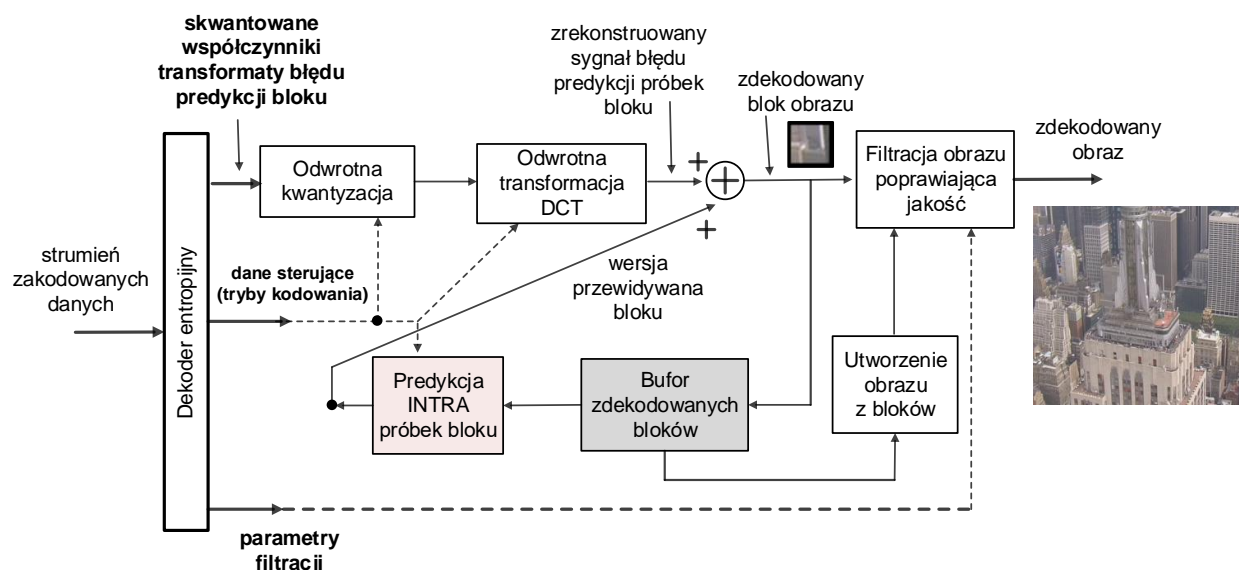 skwantowane
współczynniki
transformaty błędu
predykcji bloku
zrekonstruowany
sygnał błędu
predykcji próbek
bloku
zdekodowany
blok obrazu
zdekodowany
obraz
Odwrotna
kwantyzacja
Odwrotna
transformacja
DCT
+
+
+
Filtracja obrazu
poprawiająca
jakość
strumień
zakodowanych
danych
Dekoder entropijny
dane sterujące
(tryby kodowania)
wersja
przewidywana
bloku
Predykcja
INTRA
próbek bloku
Bufor
zdekodowanych
bloków
Utworzenie
obrazu
z bloków
parametry
filtracji